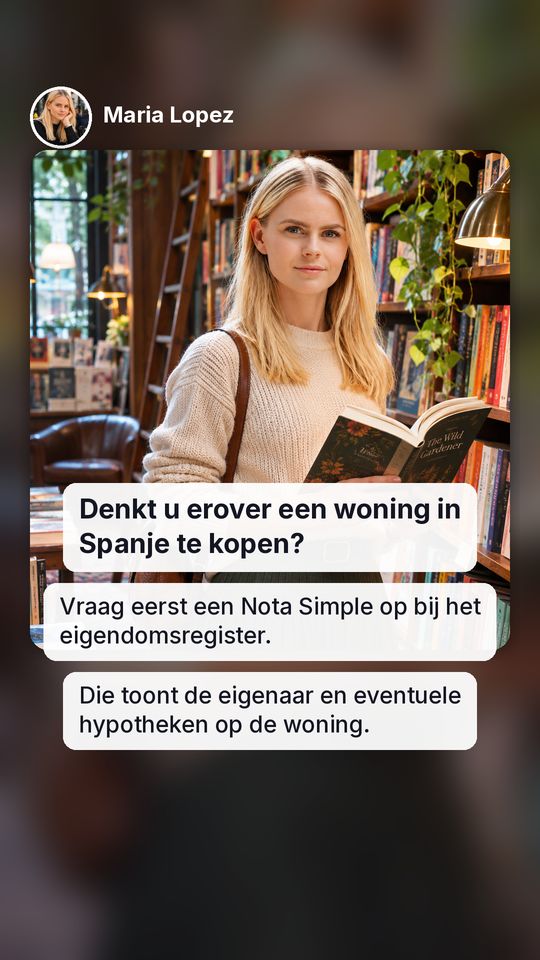 Maria Lopez
The Wild
Gardener
Denkt u erover een woning in
Spanje te kopen?
Vraag eerst een Nota Simple op bij het
eigendomsregister.
Die toont de eigenaar en eventuele
hypotheken op de woning.